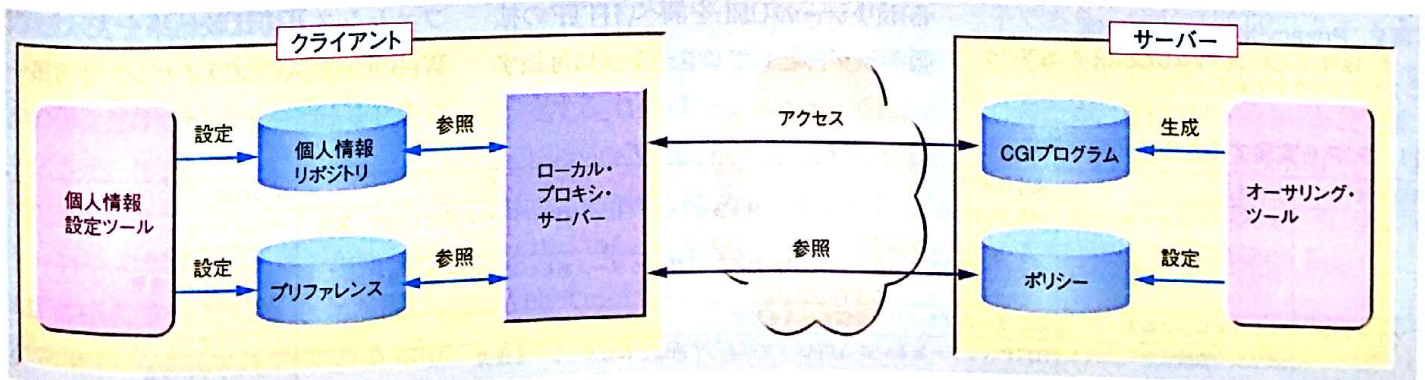 クライアント
サーバー
個人情報
設定ツール
設定
設定
個人情報
リポジトリ
プリファレンス
参照
参照
ローカル・
プロキシ・
サーバー
アクセス
参照
CGIプログラム
ポリシー
生成
設定
オーサリング・
ツール